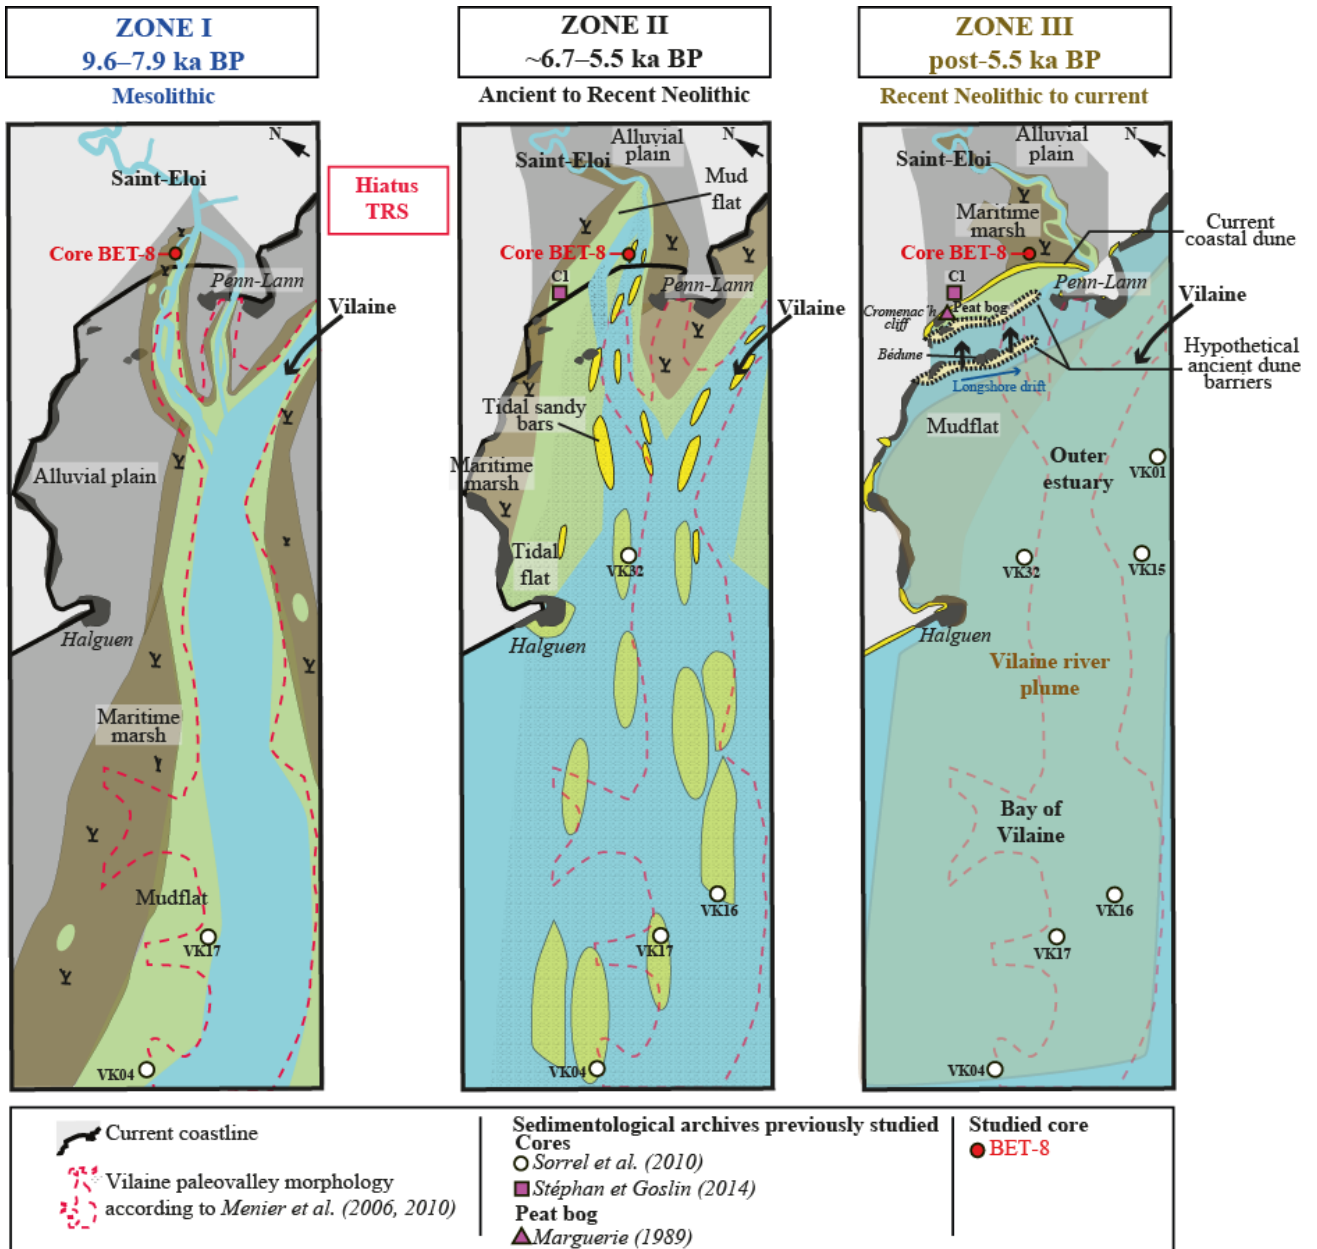 ZONE I
9.6–7.9 ka BP
Mesolithic
N
Saint-Eloi
Core BET-8
Penn-Lann
Vilaine
Alluvial plain
Halguen
Maritime
marsh
Mudflat
VK17
VK04
Hiatus
TRS
ZONE II
~6.7–5.5 ka BP
Ancient to Recent Neolithic
Alluvial
plain
N
Saint-Eloi
Mud
flat
Core BET-8
C1
Penn-Lann
Vilaine
Tidal sandy
bars
Maritime
marsh
Tidal
flat
VK32
Halguen
VK16
VK17
VK04
ZONE III
post-5.5 ka BP
Recent Neolithic to current
Alluvial
plain
N
Saint-Eloi
Maritime
marsh
Current
coastal dune
Core BET-8
C1
Penn-Lann
Vilaine
Cromenac'h
cliff
Peat bog
Bédune
Hypothetical
ancient dune
barriers
Longshore drift
Mudflat
Outer
estuary
VK01
VK32
VK15
Halguen
Vilaine river
plume
Bay of
Vilaine
VK16
VK17
VK04
Current coastline
Vilaine paleovalley morphology
according to Menier et al. (2006, 2010)
Sedimentological archives previously studied
Cores
Sorrel et al. (2010)
Stéphan et Goslin (2014)
Peat bog
Marguerie (1989)
Studied core
BET-8